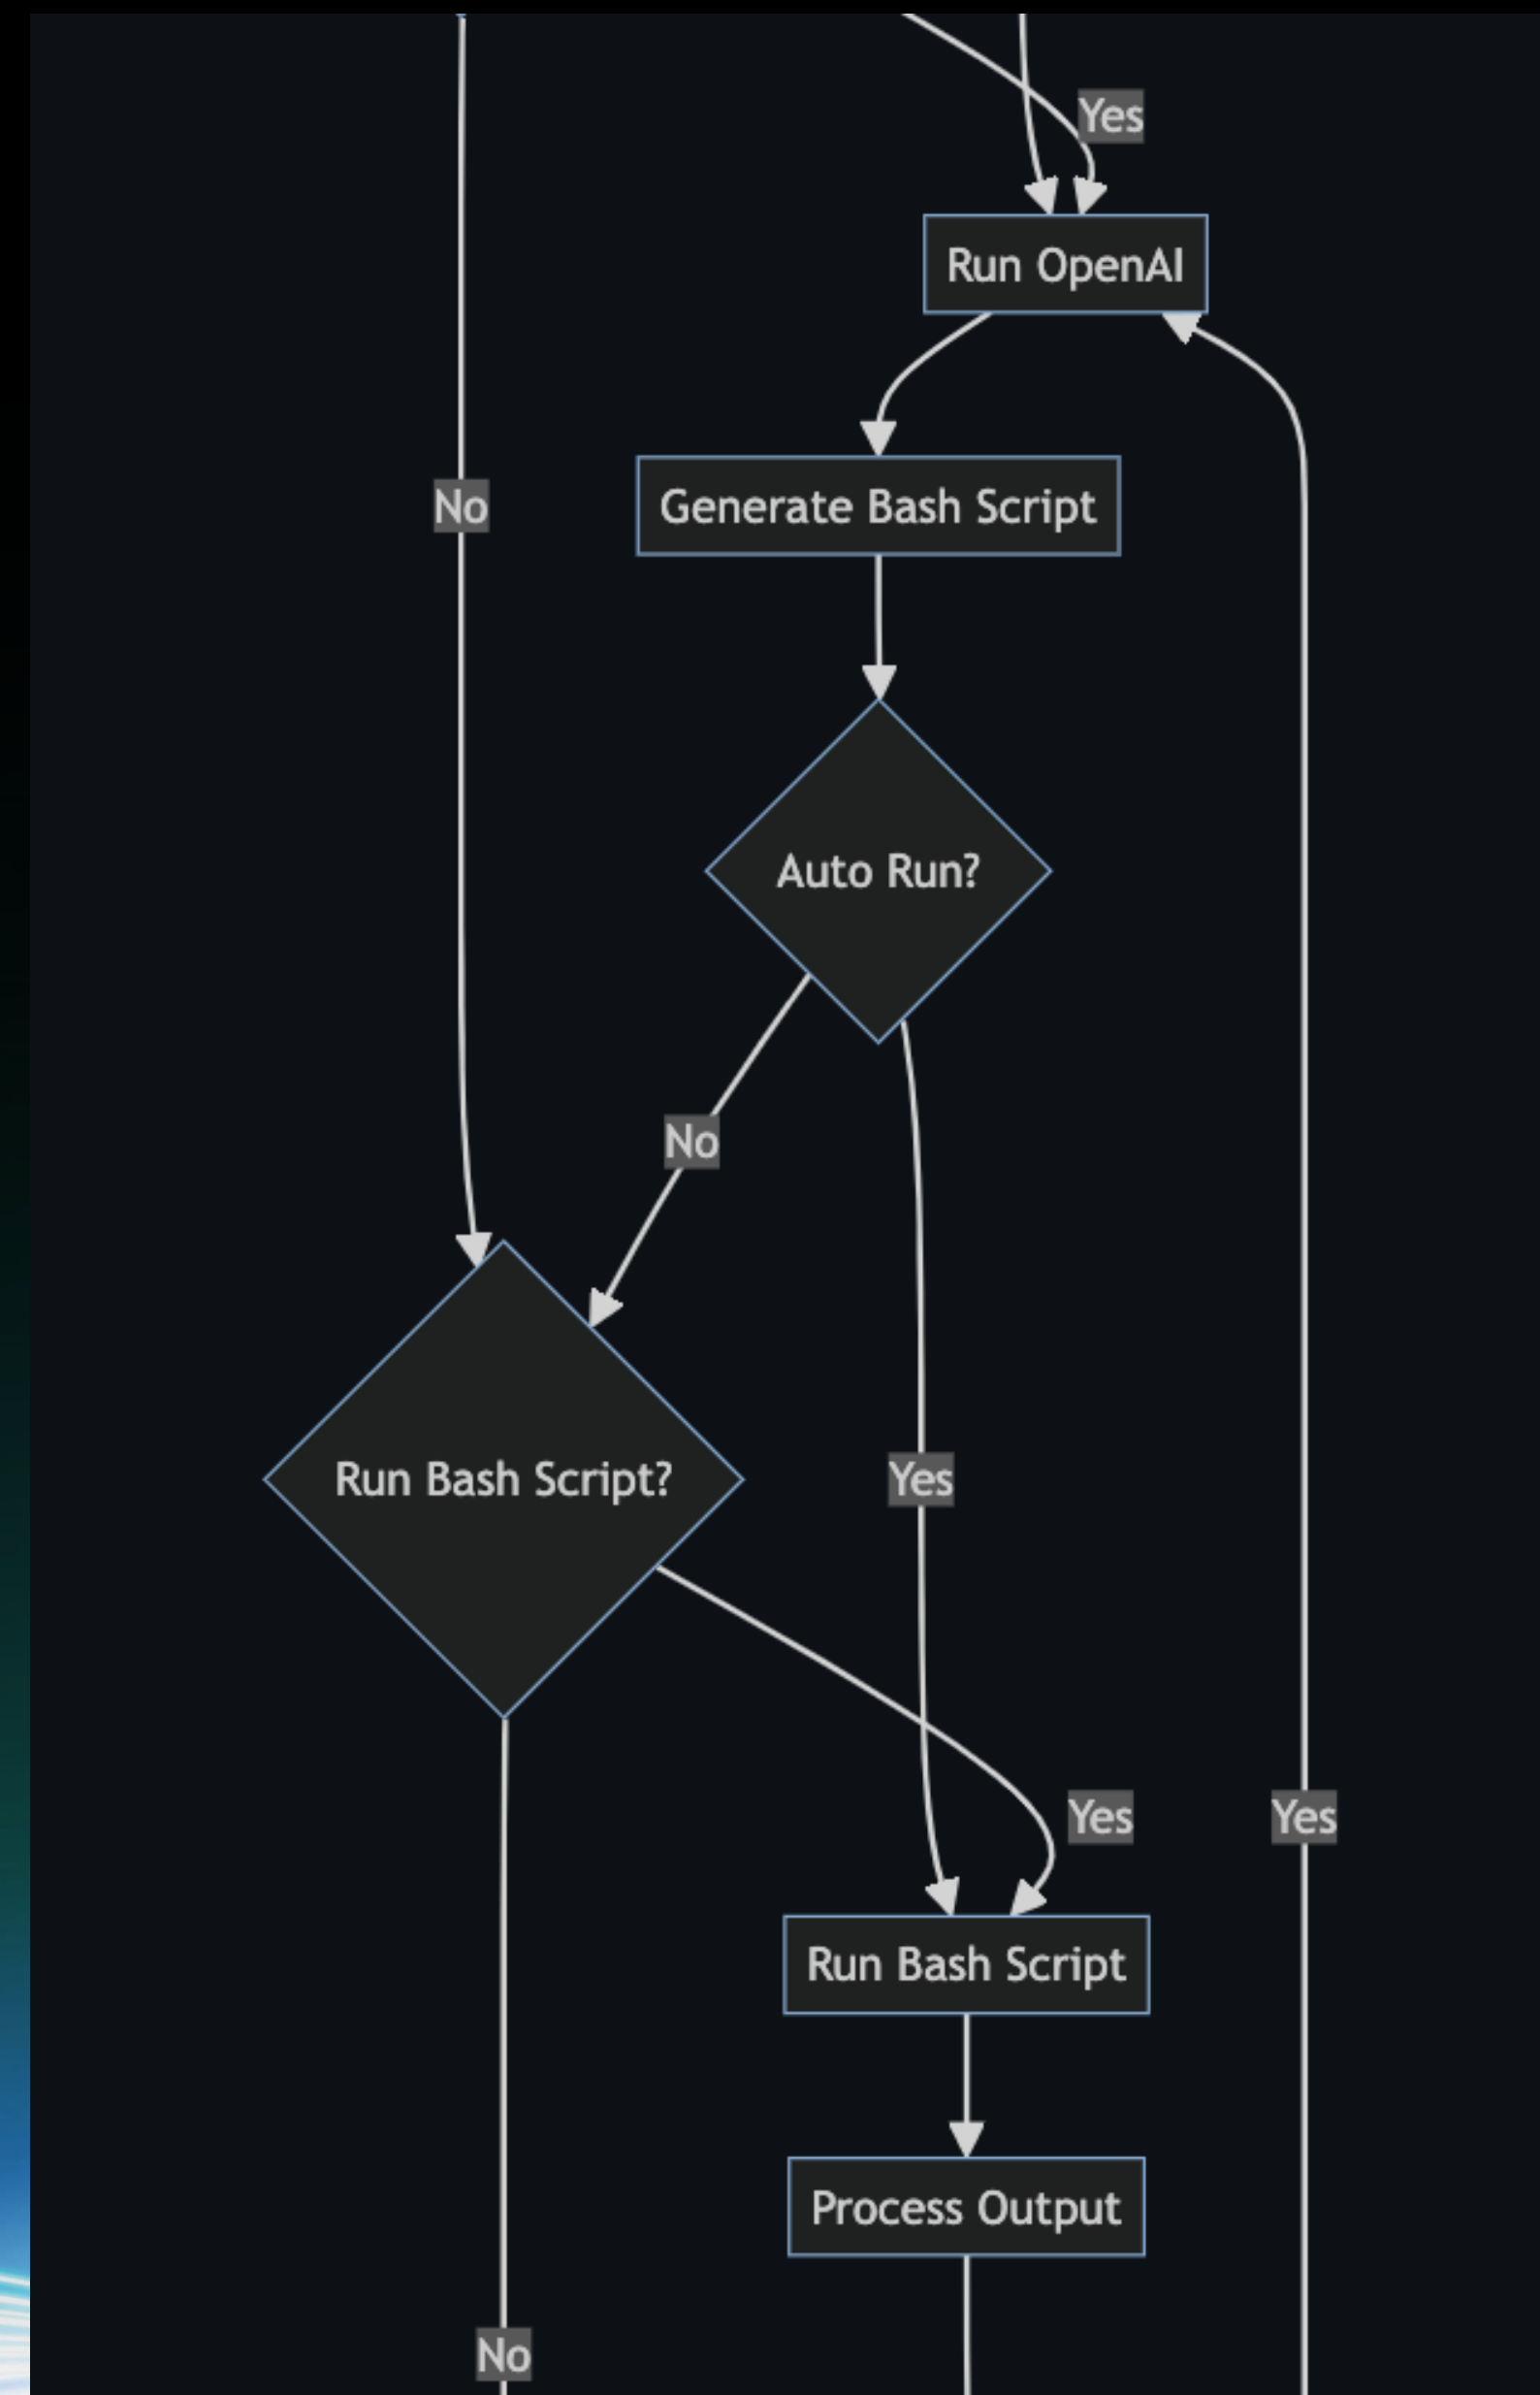 Yes
Run OpenAI
No
Generate Bash Script
Auto Run?
No
Run Bash Script?
Yes
Yes
Yes
Run Bash Script
Process Output
No